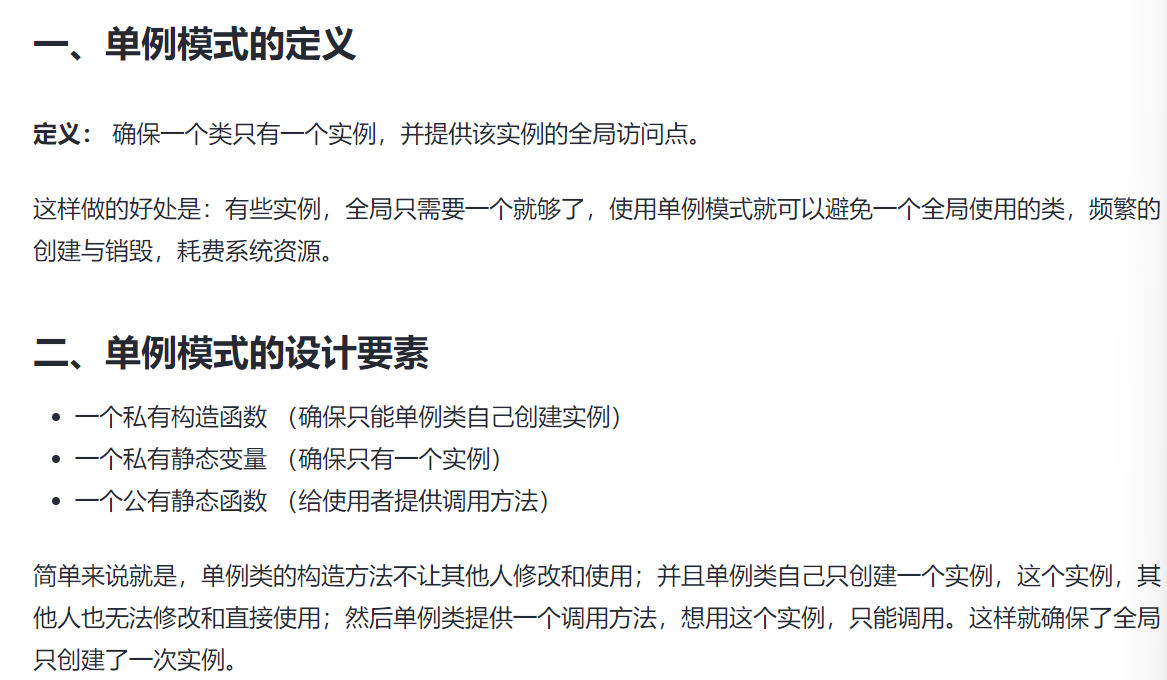 一、单例模式的定义
定义： 确保一个类只有一个实例，并提供该实例的全局访问点。
这样做的好处是：有些实例，全局只需要一个就够了，使用单例模式就可以避免一个全局使用的类，频繁的
创建与销毁，耗费系统资源。
二、单例模式的设计要素
• 一个私有构造函数 （确保只能单例类自己创建实例）
• 一个私有静态变量 （确保只有一个实例）
• 一个公有静态函数 （给使用者提供调用方法）
简单来说就是，单例类的构造方法不让其他人修改和使用；并且单例类自己只创建一个实例，这个实例，其
他人也无法修改和直接使用；然后单例类提供一个调用方法，想用这个实例，只能调用。这样就确保了全局
只创建了一次实例。